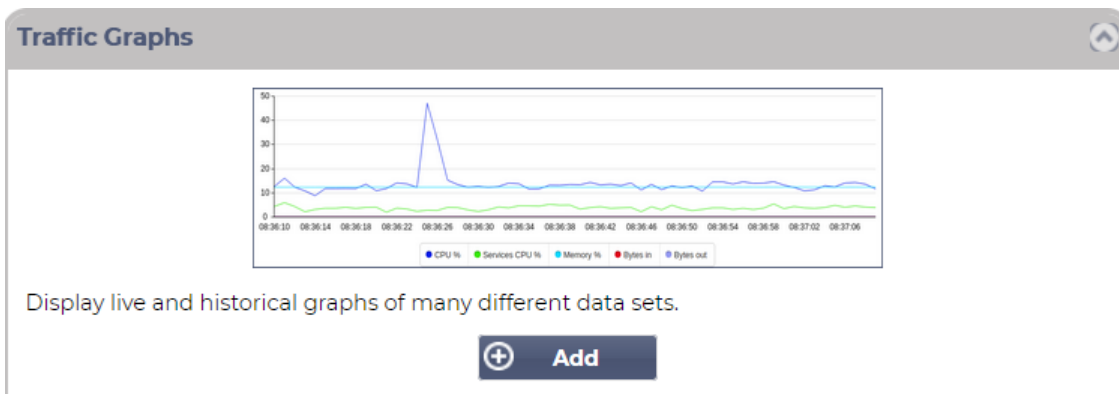 Traffic Graphs
50
40
30
20
10
0
08:36:10 08:36:14 08:36:18 08:36:22 08:36:26 08:36:30 08:36:34 08:36:38 08:36:42 08:36:46 08:36:50 08:36:54 08:36:58 08:37:02 08:37:06
CPU % Services CPU % Memory % Bytes in Bytes out
Display live and historical graphs of many different data sets.
Add